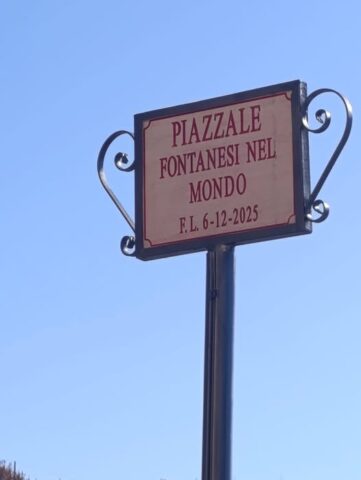 PIAZZALE
FONTANESI NEL
MONDO
F. L. 6-12-2025